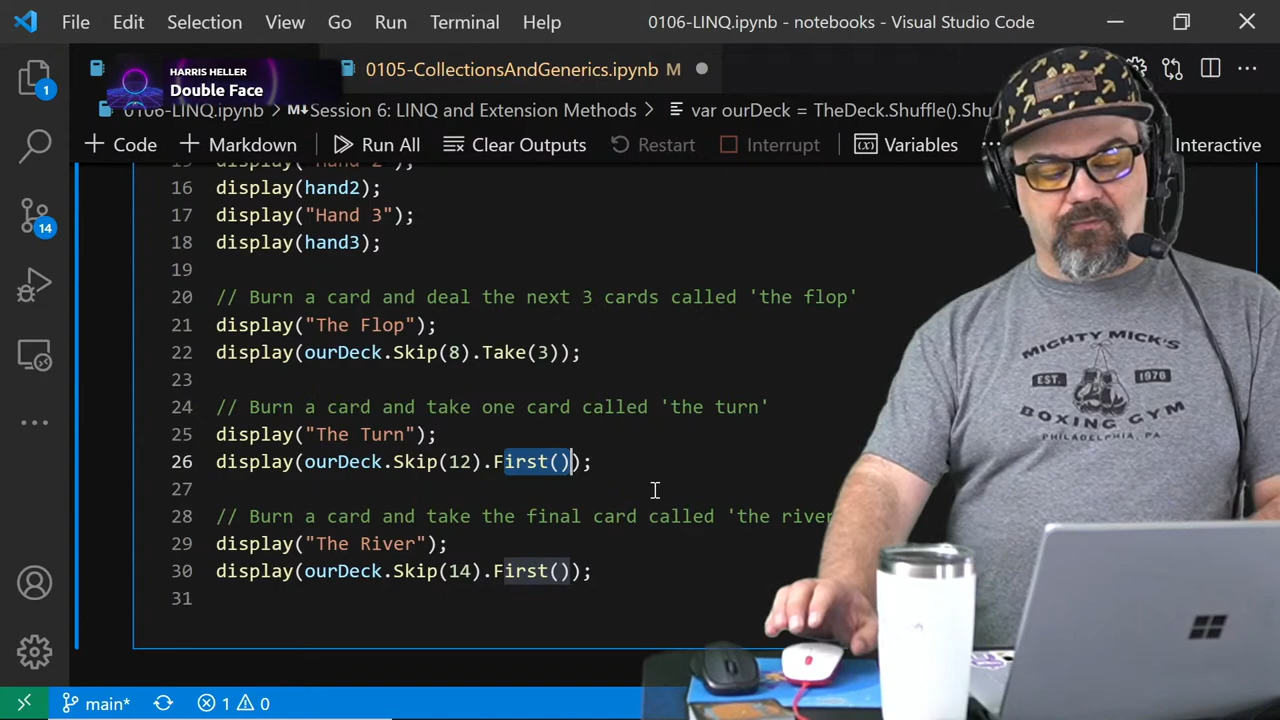 File Edit Selection View Go Run Terminal Help 0106-LINQ.ipynb - notebooks - Visual Studio Code
HARRIS HELLER
Double Face
0105-CollectionsAndGenerics.ipynb M
0106-LINQ.ipynb > Session 6: LINQ and Extension Methods > var ourDeck = TheDeck.Shuffle().Shu
+ Code + Markdown Run All Clear Outputs Restart Interrupt Variables ... Interactive
16 display(hand2);
17 display("Hand 3");
18 display(hand3);
19
20 // Burn a card and deal the next 3 cards called 'the flop'
21 display("The Flop");
22 display(ourDeck.Skip(8).Take(3));
23
24 // Burn a card and take one card called 'the turn'
25 display("The Turn");
26 display(ourDeck.Skip(12).First());
27
28 // Burn a card and take the final card called 'the river
29 display("The River");
30 display(ourDeck.Skip(14).First());
31
1
14
main* 1 0
MIGHTY MICK'S
EST. 1976
BOXING GYM
PHILADELPHIA, PA